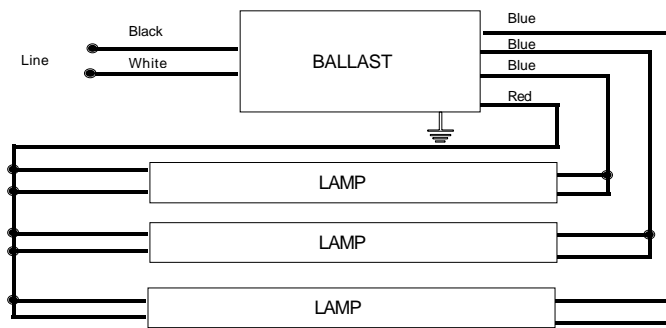 Black
Line
White
BALLAST
Blue
Blue
Blue
Red
LAMP
LAMP
LAMP